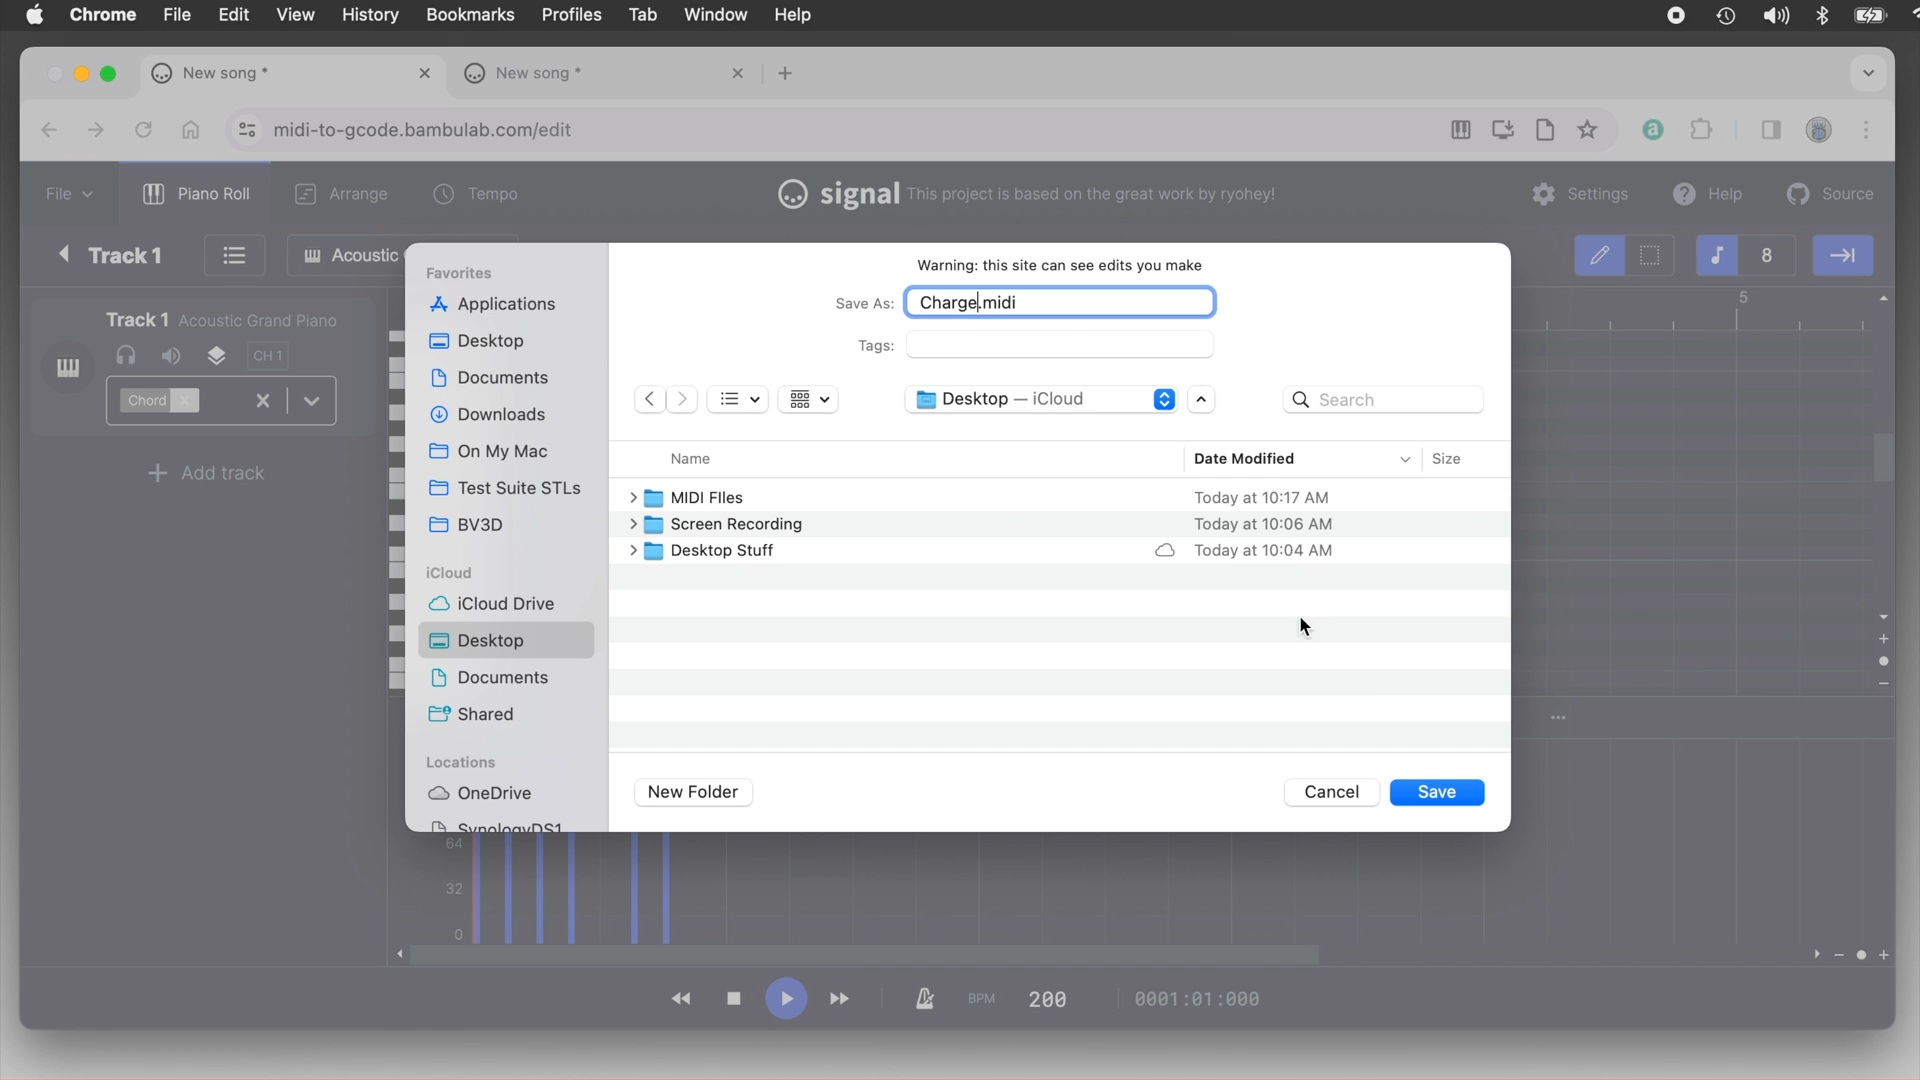 Chrome File Edit View History Bookmarks Profiles Tab Window Help
New song * New song *
midi-to-gcode.bambulab.com/edit
File Piano Roll Arrange Tempo signal This project is based on the great work by ryohey! Settings Help Source
Track 1 Acoustic 8
Warning: this site can see edits you make
Save As: Charge.midi
Tags:
Desktop — iCloud Search
Name Date Modified Size
MIDI FIles Today at 10:17 AM
Screen Recording Today at 10:06 AM
Desktop Stuff Today at 10:04 AM
New Folder Cancel Save
Favorites
Applications
Desktop
Documents
Downloads
On My Mac
Test Suite STLs
BV3D
iCloud
iCloud Drive
Desktop
Documents
Shared
Locations
OneDrive
SynologyDS1
Track 1 Acoustic Grand Piano
CH 1
Chord
Add track
5
64
32
0
BPM 200 0001:01:000